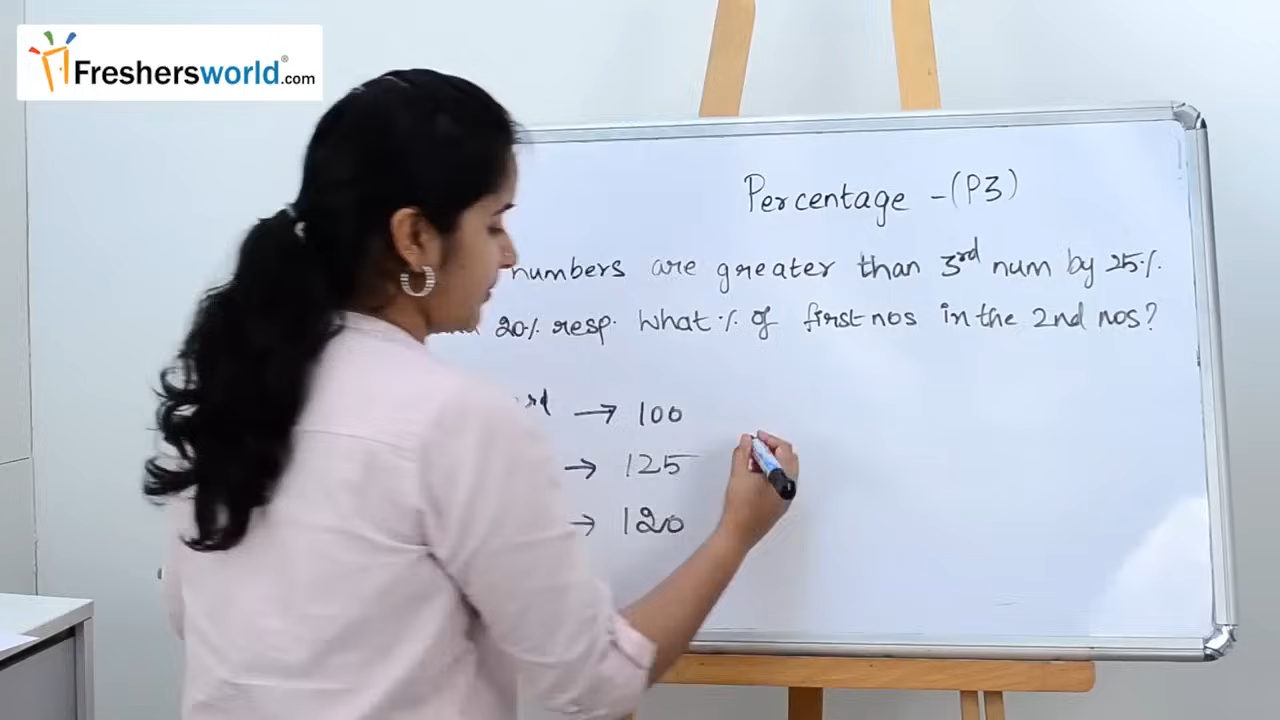 Freshersworld.com
Percentage - (P3)
numbers are greater than 3rd num by 25%
20% resp. What % of first nos in the 2nd nos?
rd → 100
→ 125
→ 120